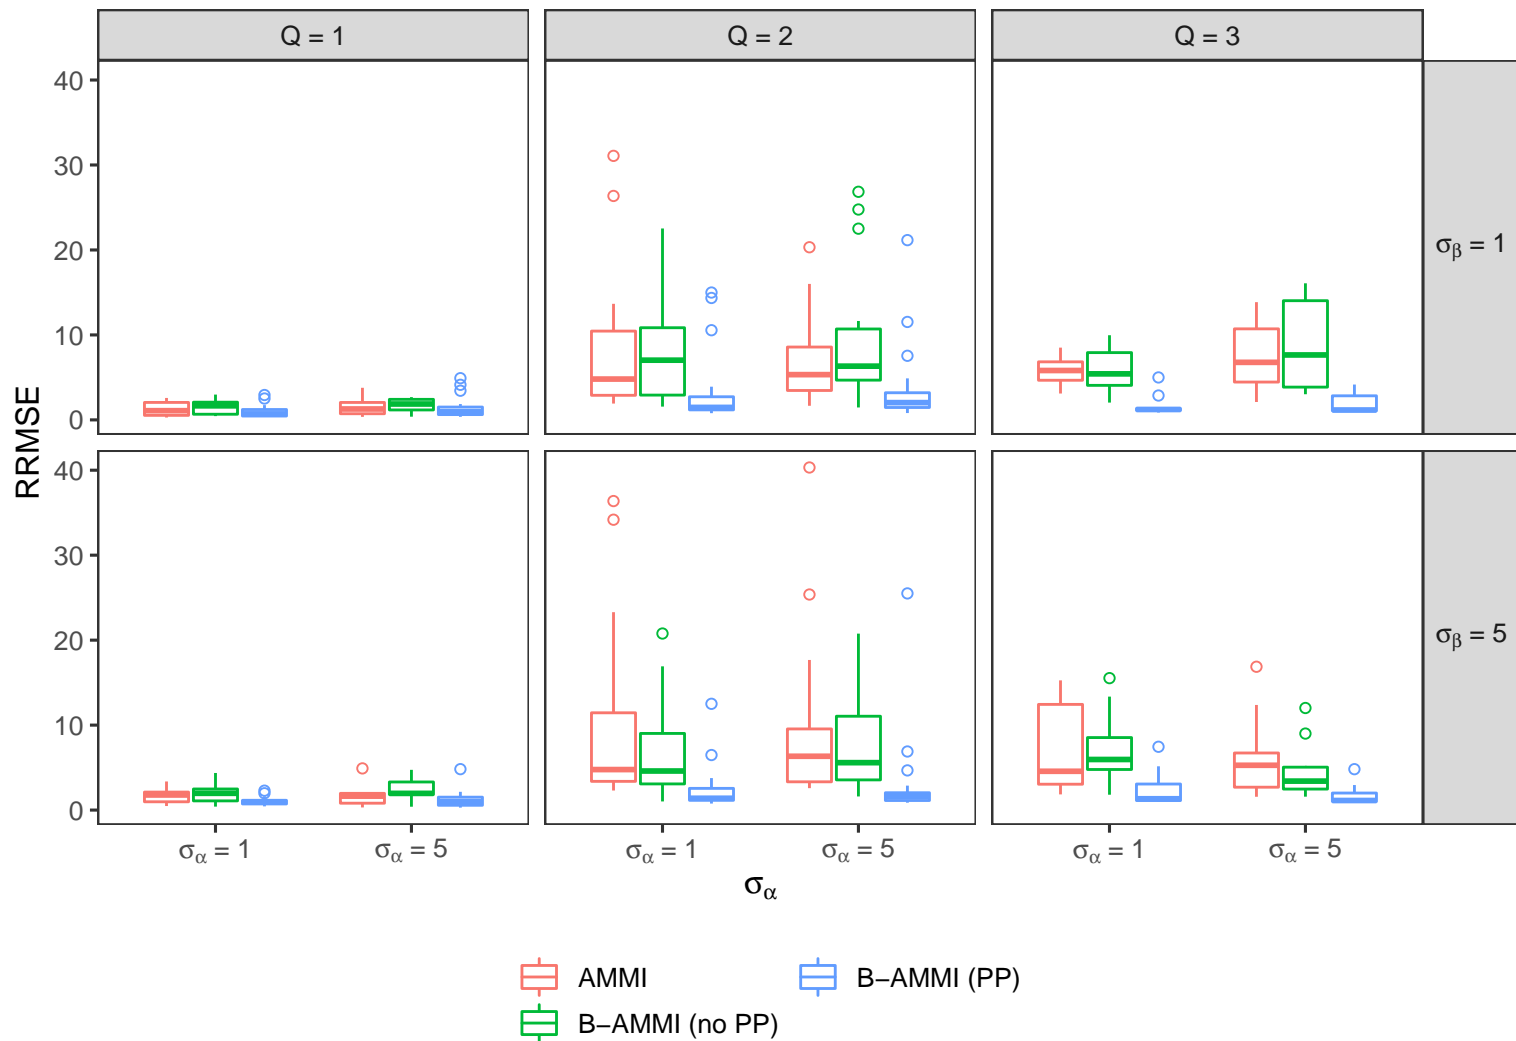 Q = 1
Q = 2
Q = 3
40
30
20
10
0
σβ = 1
RRMSE
40
30
20
10
0
σβ = 5
σα = 1
σα = 5
σα = 1
σα = 5
σα = 1
σα = 5
σα
AMMI
B−AMMI (PP)
B−AMMI (no PP)